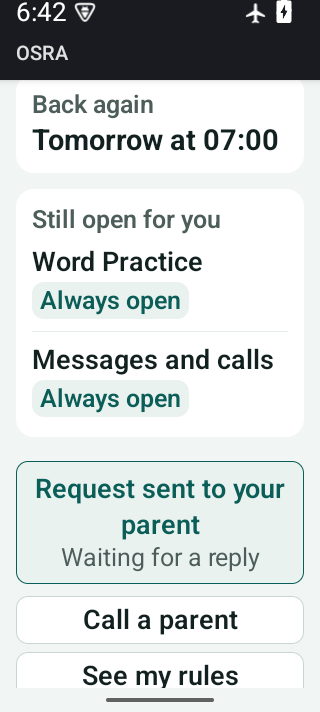 6:42
OSRA
Back again
Tomorrow at 07:00
Still open for you
Word Practice
Always open
Messages and calls
Always open
Request sent to your
parent
Waiting for a reply
Call a parent
See my rules